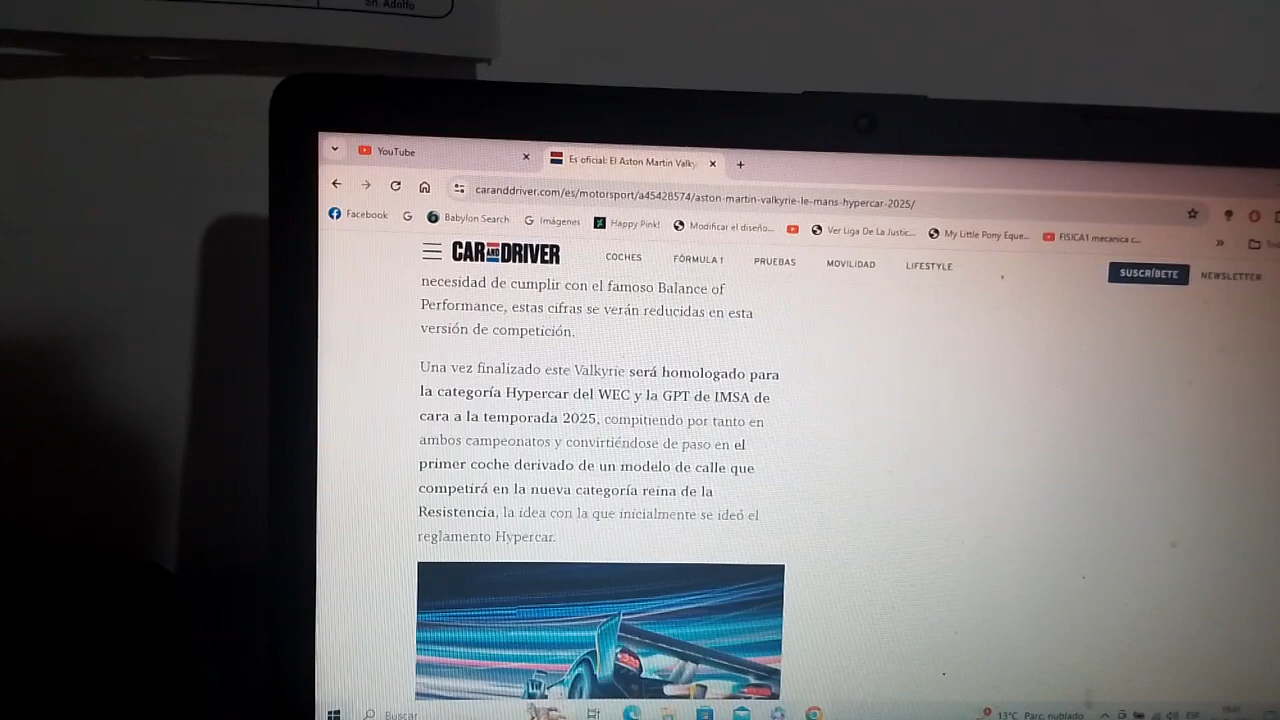 Sn. Adolfo
YouTube
Es oficial: El Aston Martin Valky
caranddriver.com/es/motorsport/a45428574/aston-martin-valkyrie-le-mans-hypercar-2025/
Facebook
Babylon Search
Imágenes
Happy Pink!
Modificar el diseño...
Ver Liga De La Justic...
My Little Pony Eque...
FISICA1 mecanica c...
CAR AND DRIVER
COCHES
FÓRMULA 1
PRUEBAS
MOVILIDAD
LIFESTYLE
SUSCRÍBETE
NEWSLETTER
necesidad de cumplir con el famoso Balance of
Performance, estas cifras se verán reducidas en esta
versión de competición.
Una vez finalizado este Valkyrie será homologado para
la categoría Hypercar del WEC y la GPT de IMSA de
cara a la temporada 2025, compitiendo por tanto en
ambos campeonatos y convirtiéndose de paso en el
primer coche derivado de un modelo de calle que
competirá en la nueva categoría reina de la
Resistencia, la idea con la que inicialmente se ideó el
reglamento Hypercar.
Buscar
13°C Parc. nublado
ESP